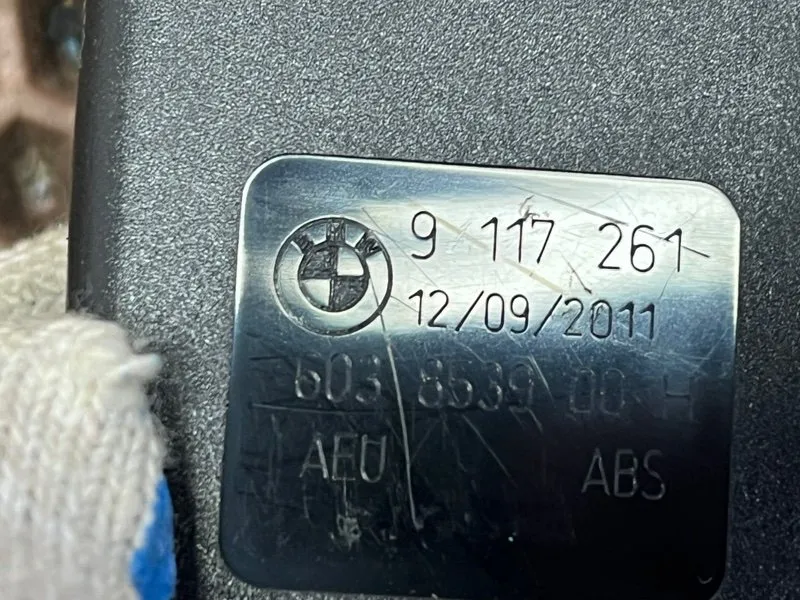 BMW
9 117 261
12/09/2011
603 8539 00 H
AEU ABS